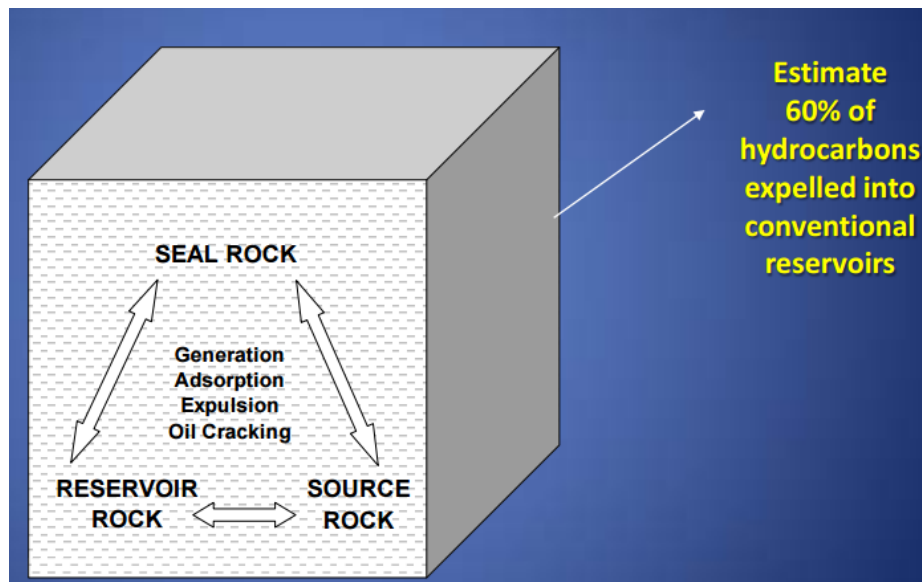 SEAL ROCK
Generation
Adsorption
Expulsion
Oil Cracking
RESERVOIR
ROCK
SOURCE
ROCK
Estimate
60% of
hydrocarbons
expelled into
conventional
reservoirs